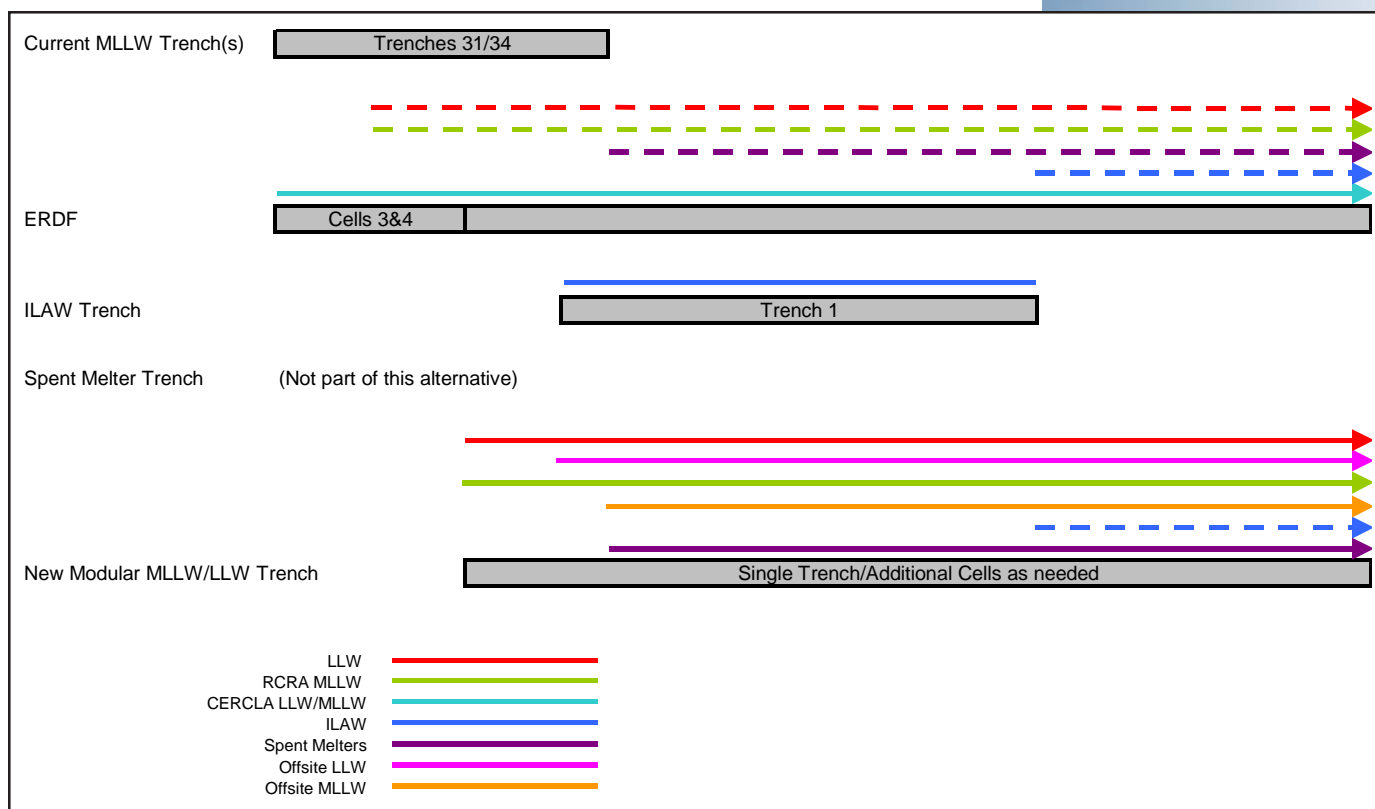 Current MLLW Trench(s)
Trenches 31/34
ERDF
Cells 3&4
ILAW Trench
Trench 1
Spent Melter Trench (Not part of this alternative)
New Modular MLLW/LLW Trench
Single Trench/Additional Cells as needed
LLW
RCRA MLLW
CERCLA LLW/MLLW
ILAW
Spent Melters
Offsite LLW
Offsite MLLW